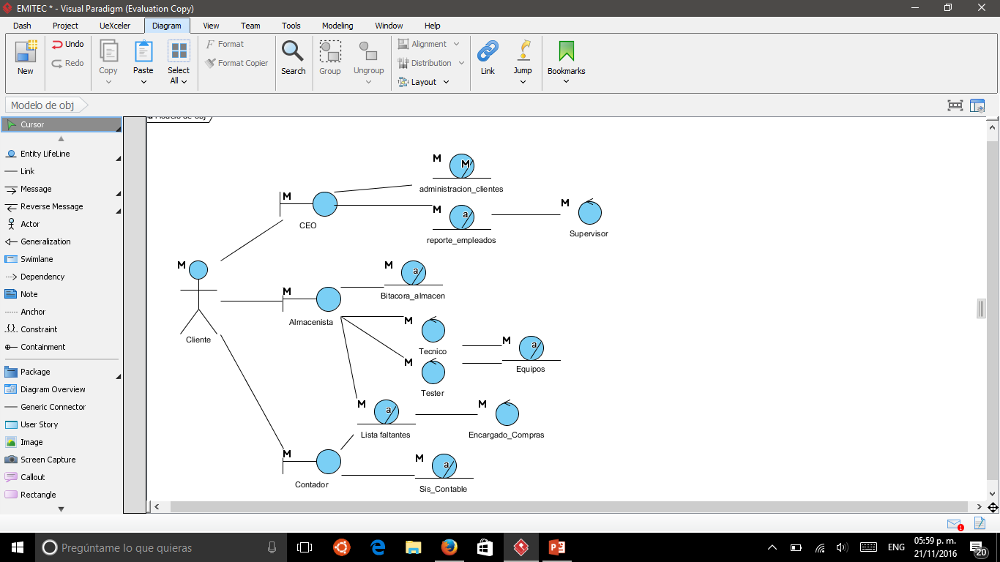 EMITEC * - Visual Paradigm (Evaluation Copy)
Dash Project UeXceler Diagram View Team Tools Modeling Window Help
New
Undo
Redo
Copy
Paste
Select
All
Format
Format Copier
Search
Group
Ungroup
Alignment
Distribution
Layout
Link
Jump
Bookmarks
Modelo de obj
Cursor
Entity LifeLine
Link
Message
Reverse Message
Actor
Generalization
Swimlane
Dependency
Note
Anchor
Constraint
Containment
Package
Diagram Overview
Generic Connector
User Story
Image
Screen Capture
Callout
Rectangle
M M
administracion_clientes
M
CEO
M a
reporte_empleados
M
Supervisor
M
Cliente
M a
Bitacora_almacen
M
Almacenista
M
Tecnico
M
Tester
M a
Equipos
M a
Lista faltantes
M
Encargado_Compras
M
Contador
M a
Sis_Contable
1
Pregúntame lo que quieras
ENG
05:59 p. m.
21/11/2016
20